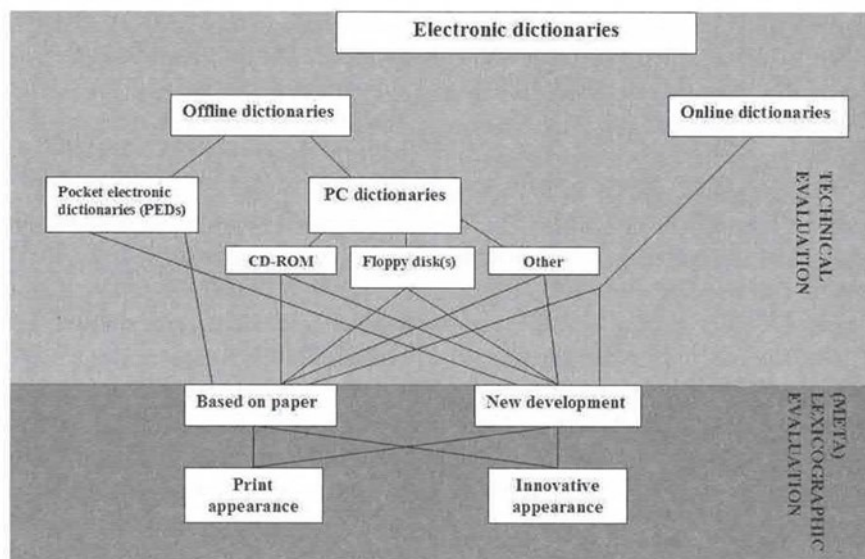 Electronic dictionaries
Offline dictionaries
Online dictionaries
Pocket electronic
dictionaries (PEDs)
PC dictionaries
CD-ROM
Floppy disk(s)
Other
TECHNICAL
EVALUATION
Based on paper
New development
Print
appearance
Innovative
appearance
(META)
LEXICOGRAPHIC
EVALUATION